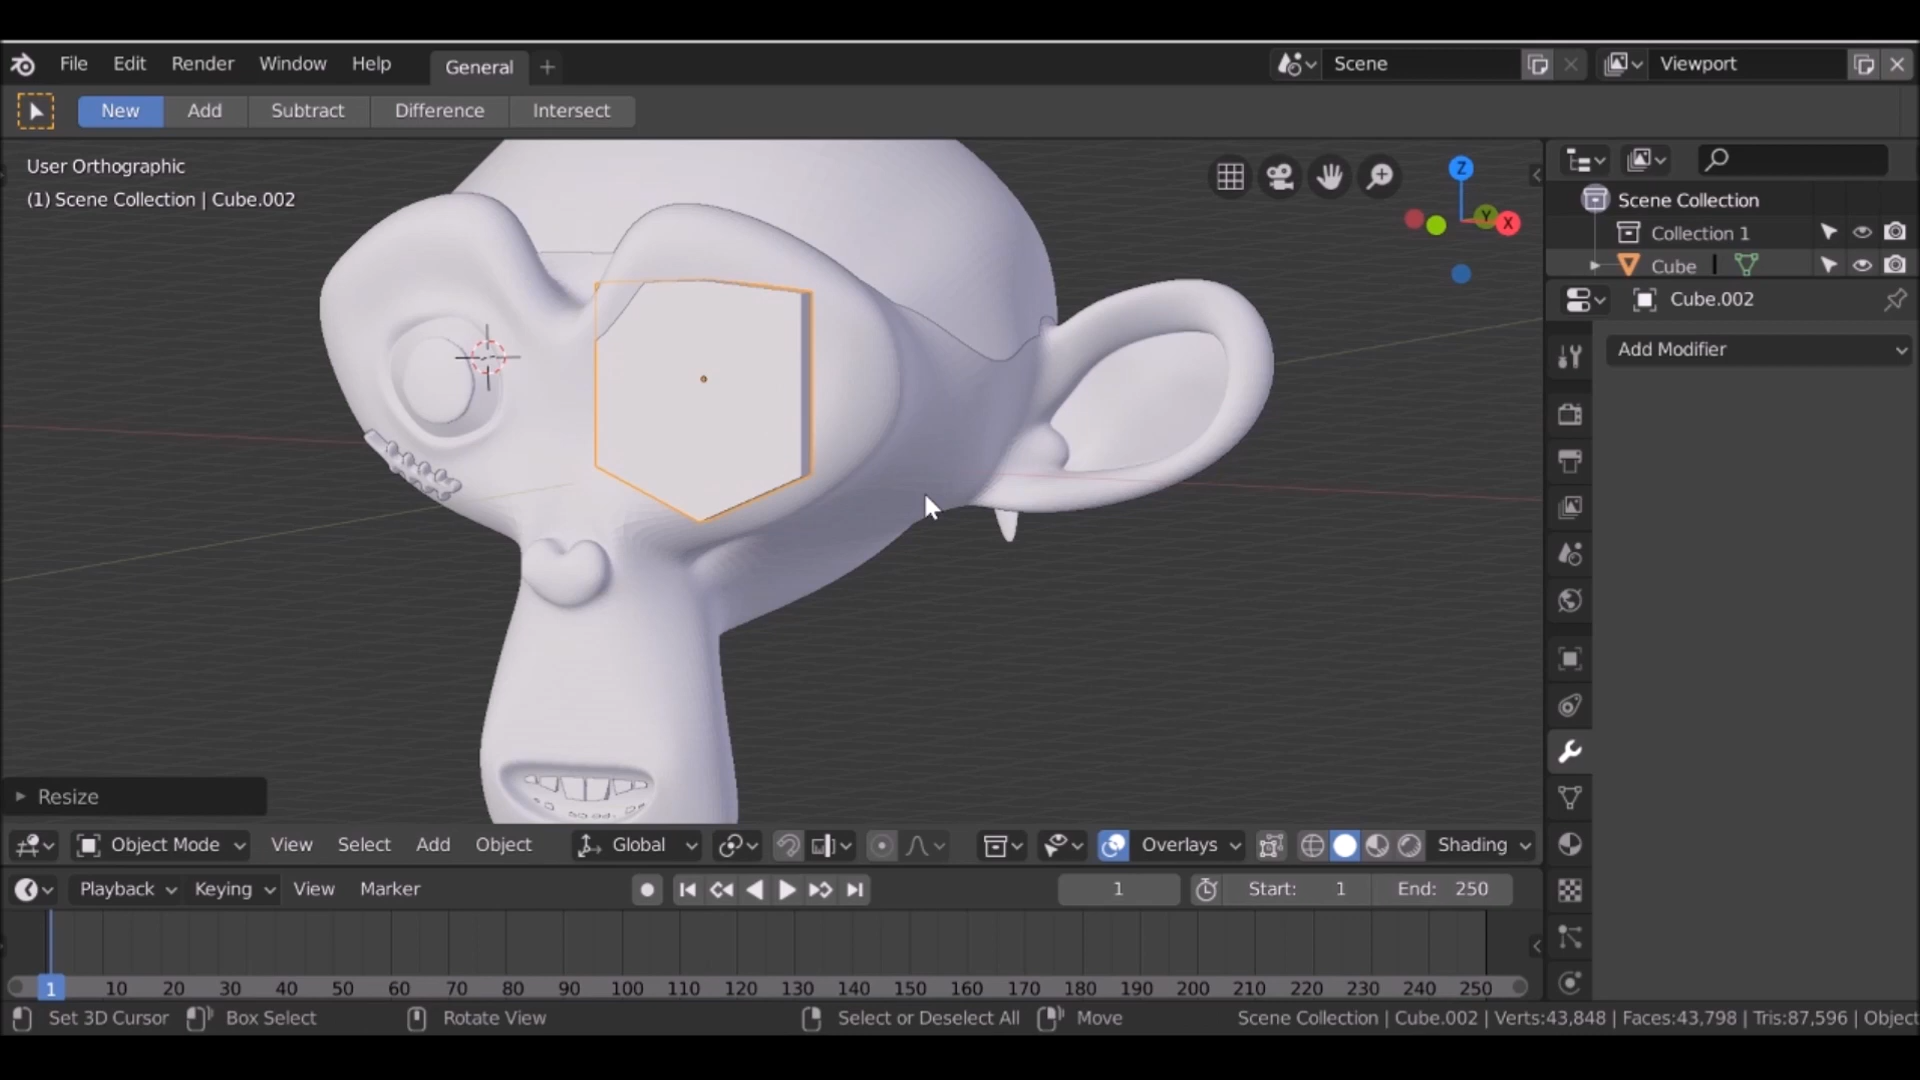 File Edit Render Window Help General + Scene Viewport
New Add Subtract Difference Intersect
User Orthographic
(1) Scene Collection | Cube.002
Z
Y
X
Scene Collection
Collection 1
Cube
Cube.002
Add Modifier
Resize
Object Mode View Select Add Object Global Overlays Shading
Playback Keying View Marker 1 Start: 1 End: 250
1 10 20 30 40 50 60 70 80 90 100 110 120 130 140 150 160 170 180 190 200 210 220 230 240 250
Set 3D Cursor Box Select Rotate View Select or Deselect All Move Scene Collection | Cube.002 | Verts:43,848 | Faces:43,798 | Tris:87,596 | Object